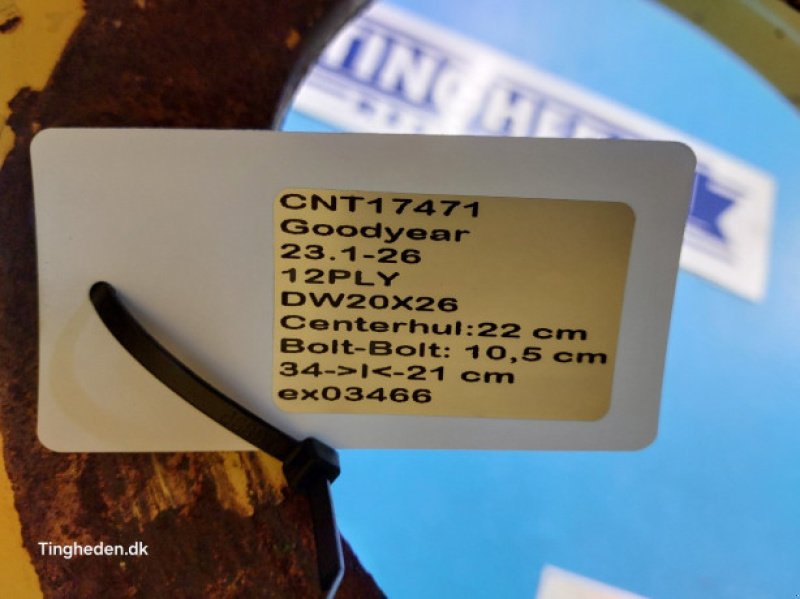 CNT17471
Goodyear
23.1-26
12PLY
DW20X26
Centerhul:22 cm
Bolt-Bolt: 10,5 cm
34->I<-21 cm
ex03466
Tingheden.dk